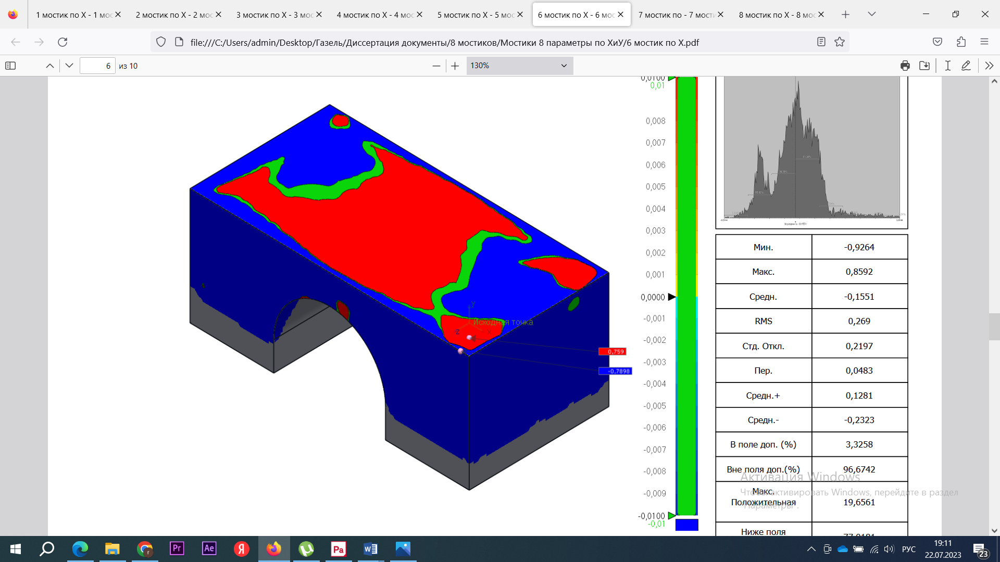 1 мостик по X - 1 мос
2 мостик по X - 2 мос
3 мостик по X - 3 мос
4 мостик по X - 4 мос
5 мостик по X - 5 мос
6 мостик по X - 6 мос
7 мостик по - 7 мости
8 мостик по X - 8 мос
file:///C:/Users/admin/Desktop/Газель/Диссертация документы/8 мостиков/Мостики 8 параметры по ХиУ/6 мостик по X.pdf
6 из 10
130%
0,0100
0,01
0,008
0,007
0,006
0,005
0,004
0,003
0,002
0,001
0,0000
-0,001
-0,002
-0,003
-0,004
-0,005
-0,006
-0,007
-0,008
-0,009
-0,0100
-0,01
y
Исходная точка
z
x
0,759
-0,7898
Мин. -0,9264
Макс. 0,8592
Средн. -0,1551
RMS 0,269
Стд. Откл. 0,2197
Пер. 0,0483
Средн.+ 0,1281
Средн.- -0,2323
В поле доп. (%) 3,3258
Вне поля доп.(%) 96,6742
Макс.
Положительная 19,6561
Ниже поля
77,0181
Активация Windows
Чтобы активировать Windows, перейдите в раздел
"Параметры".
Pr
Ae
Я
Pa
W
РУС
19:11
22.07.2023
23